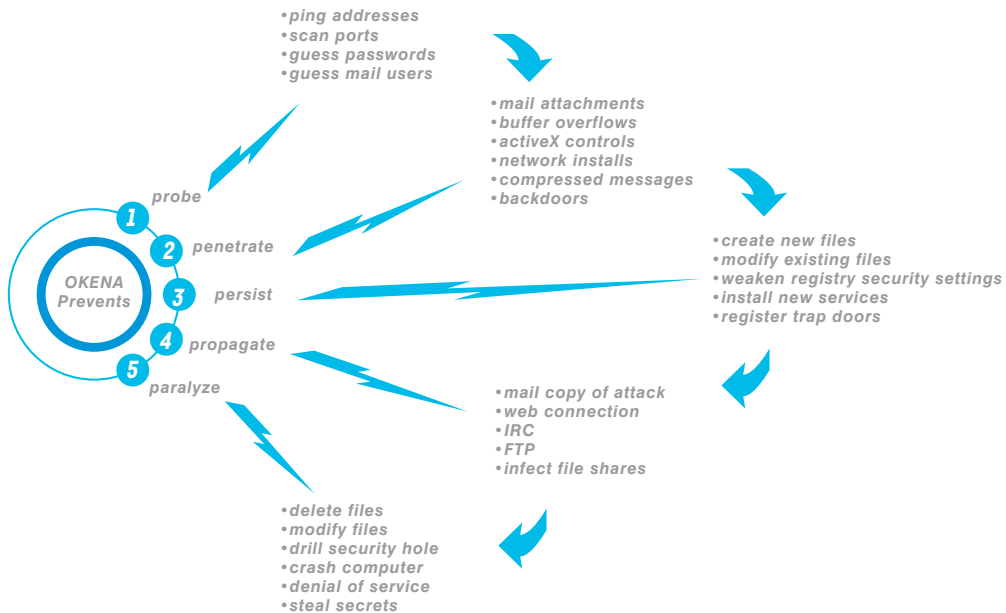 •ping addresses
•scan ports
•guess passwords
•guess mail users
•mail attachments
•buffer overflows
•activeX controls
•network installs
•compressed messages
•backdoors
•create new files
•modify existing files
•weaken registry security settings
•install new services
•register trap doors
•mail copy of attack
•web connection
•IRC
•FTP
•infect file shares
•delete files
•modify files
•drill security hole
•crash computer
•denial of service
•steal secrets
OKENA
Prevents
1 probe
2 penetrate
3 persist
4 propagate
5 paralyze